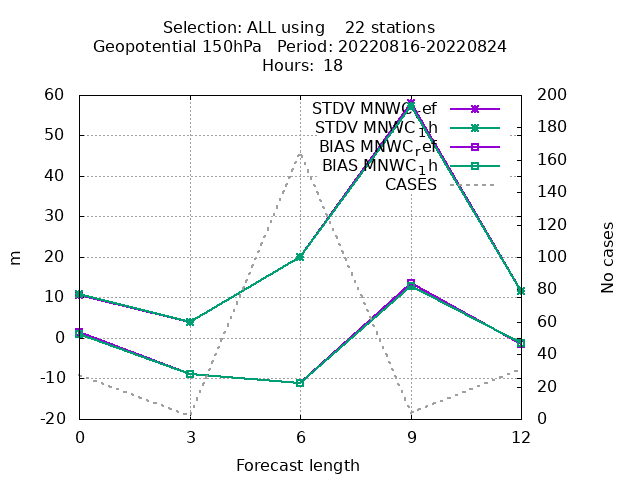 Selection: ALL using    22 stations
Geopotential 150hPa   Period: 20220816-20220824
Hours: 18
STDV MNWC_ref
STDV MNWC_1h
BIAS MNWC_ref
BIAS MNWC_1h
CASES
60
50
40
30
20
10
0
-10
-20
m
200
180
160
140
120
100
80
60
40
20
0
No cases
0 3 6 9 12
Forecast length